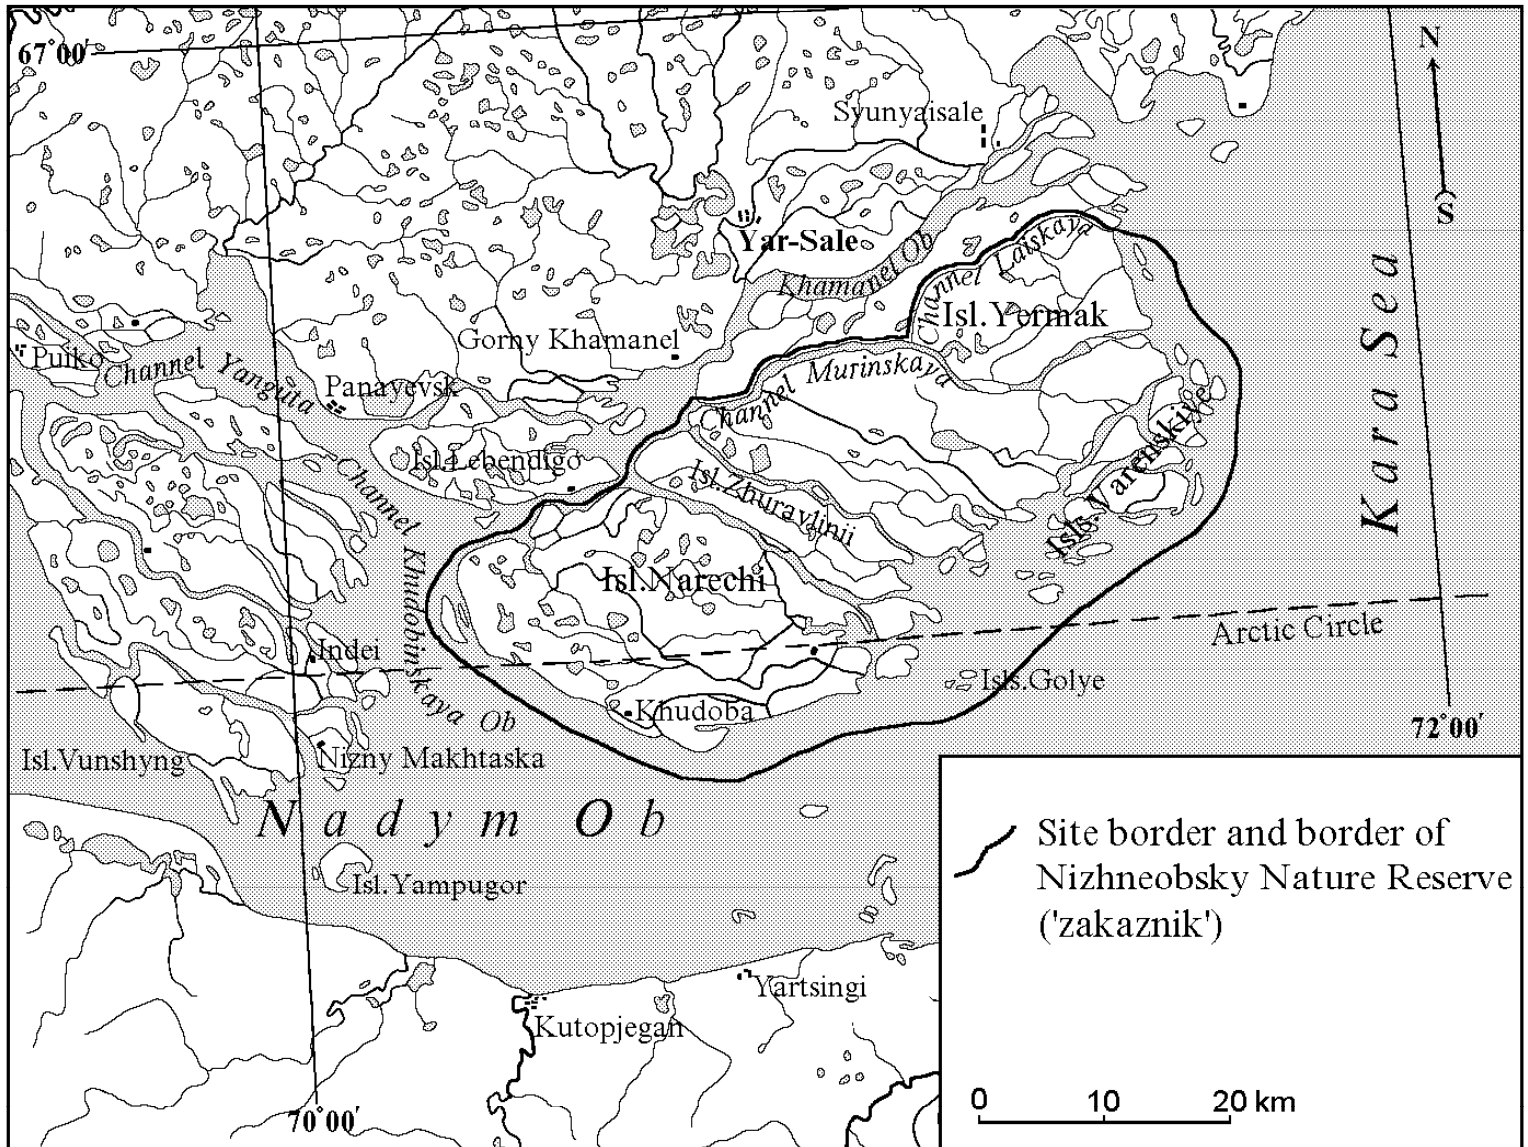 N
67°00′
Syunyaisale
Yar-Sale
Channel Laiskaya
Khamanel Ob
Isl.Yermak
Kara Sea
S
Gorny Khamanel
Puiko
Channel Yanguta
Panayevsk
Channel Murinskaya
Isl.Lebendigo
Isl.Zhuravlinii
Isls.Varenskiye
Channel Khudobinskaya Ob
Isl.Narechi
Arctic Circle
Indei
Isls.Golye
Khudoba
72°00′
Isl.Vunshyng
Nizny Makhtaska
Nadym Ob
Isl.Yampugor
Yartsingi
Kutopjegan
70°00′
Site border and border of
Nizhneobsky Nature Reserve
('zakaznik')
0 10 20 km